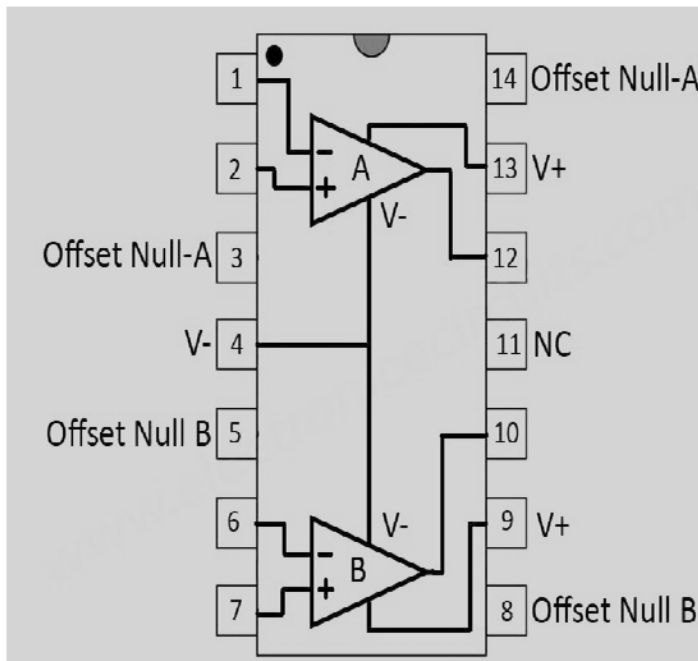 1
14 Offset Null-A
2
A
13 V+
V-
Offset Null-A 3
12
V- 4
11 NC
Offset Null B 5
10
6
V-
9 V+
B
7
8 Offset Null B